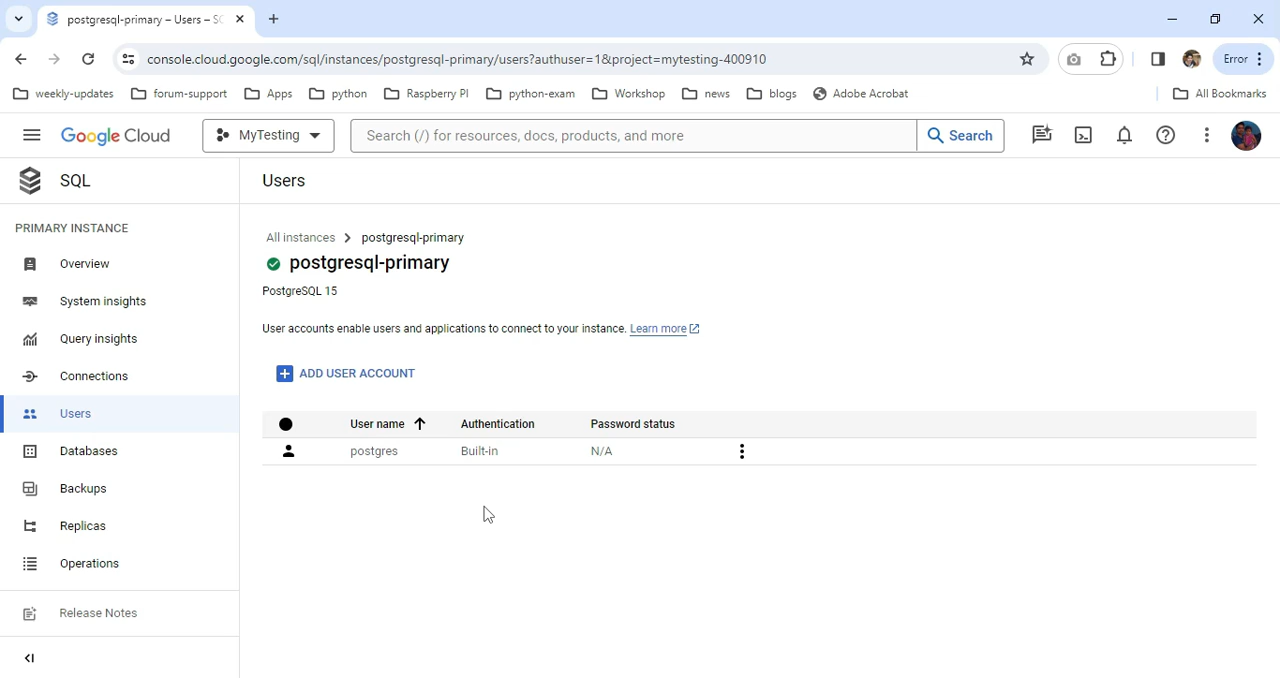 postgresql-primary – Users – SC
console.cloud.google.com/sql/instances/postgresql-primary/users?authuser=1&project=mytesting-400910
Error
weekly-updates
forum-support
Apps
python
Raspberry PI
python-exam
Workshop
news
blogs
Adobe Acrobat
All Bookmarks
Google Cloud
MyTesting
Search (/) for resources, docs, products, and more
Search
SQL
Users
PRIMARY INSTANCE
Overview
System insights
Query insights
Connections
Users
Databases
Backups
Replicas
Operations
Release Notes
All instances
postgresql-primary
postgresql-primary
PostgreSQL 15
User accounts enable users and applications to connect to your instance. Learn more
ADD USER ACCOUNT
User name Authentication Password status
postgres Built-in N/A